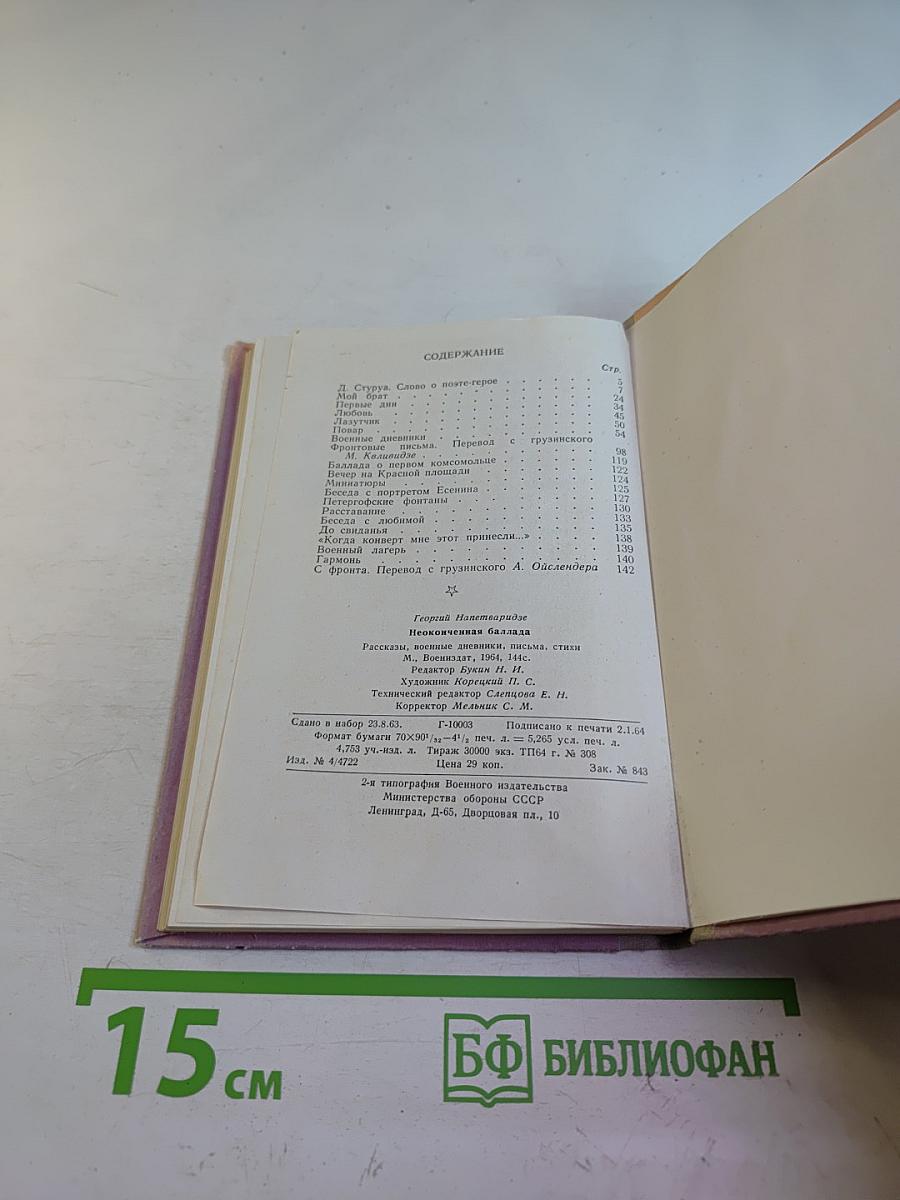 СОДЕРЖАНИЕ
Стр.
Д. Стуруа. Слово о поэте-герое . . . . . . 5
Мой брат . . . . . . . . . . . . 7
Первые дни . . . . . . . . . . . 24
Любовь . . . . . . . . . . . . 34
Лазутчик . . . . . . . . . . . . 45
Повар . . . . . . . . . . . . . 50
Военные дневники . . . . . . . . . 54
Фронтовые письма. Перевод с грузинского
М. Квливидзе . . . . . . . . . . . 98
Баллада о первом комсомольце . . . . . . 119
Вечер на Красной площади . . . . . . . 122
Миниатюры . . . . . . . . . . . 124
Беседа с портретом Есенина . . . . . . . 125
Петергофские фонтаны . . . . . . . . 127
Расставание . . . . . . . . . . . 130
Беседа с любимой . . . . . . . . . 133
До свиданья . . . . . . . . . . . 135
«Когда конверт мне этот принесли...» . . . . 138
Военный лагерь . . . . . . . . . . 139
Гармонь . . . . . . . . . . . . 140
С фронта. Перевод с грузинского А. Ойслендера 142
Георгий Напетваридзе
Неоконченная баллада
Рассказы, военные дневники, письма, стихи
М., Воениздат, 1964, 144с.
Редактор Букин Н. И.
Художник Корецкий П. С.
Технический редактор Слепцова Е. Н.
Корректор Мельник С. М.
Сдано в набор 23.8.63. Г-10003 Подписано к печати 2.1.64
Формат бумаги 70×90¹/₃₂—4¹/₂ печ. л. = 5,265 усл. печ. л.
4,753 уч.-изд. л. Тираж 30000 экз. ТП64 г. № 308
Изд. № 4/4722 Цена 29 коп. Зак. № 843
2-я типография Военного издательства
Министерства обороны СССР
Ленинград, Д-65, Дворцовая пл., 10
15 см
БФ БИБЛИОФАН